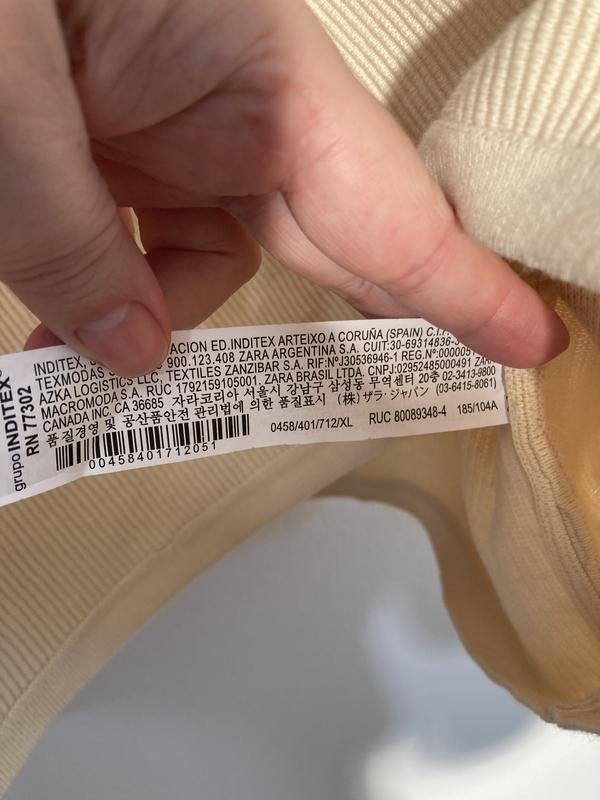 grupo INDITEX®
RN 77302
INDITEX, ACION ED.INDITEX ARTEIXO A CORUÑA (SPAIN)
TEXMODAS 900.123.408 ZARA ARGENTINA S.A. CUIT:30-69314836-
AZKA LOGISTICS LLC, TEXTILES ZANZIBAR S.A. RIF:NºJ30536946-1 REG.Nº:
MACROMODA S.A. RUC 1792159105001. ZARA BRASIL LTDA. CNPJ:02952485000491 ZARA
CANADA INC. CA 36685 자라코리아 서울시 강남구 삼성동 무역센터 20층 02-3413-9800
품질경영 및 공산품안전 관리법에 의한 품질표시 (株) ザラ·ジャパン (03-6415-8061)
0458/401/712/XL RUC 80089348-4 185/104A
00458401712051